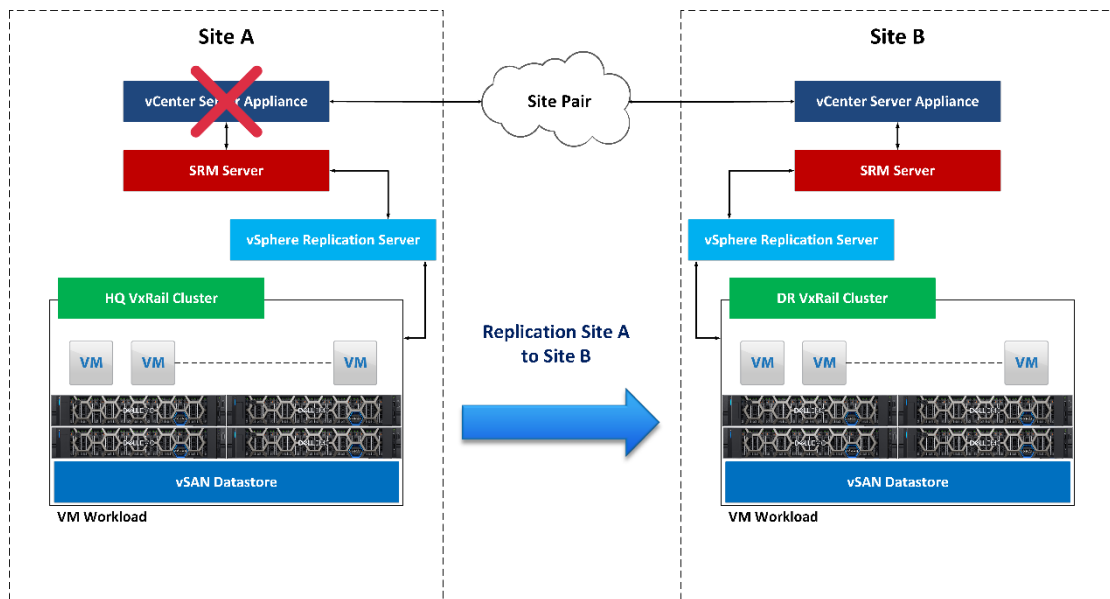 Site A
Site B
vCenter Server Appliance
Site Pair
vCenter Server Appliance
SRM Server
SRM Server
vSphere Replication Server
vSphere Replication Server
HQ VxRail Cluster
DR VxRail Cluster
Replication Site A
to Site B
VM
VM
VM
VM
VM
VM
vSAN Datastore
vSAN Datastore
VM Workload
VM Workload